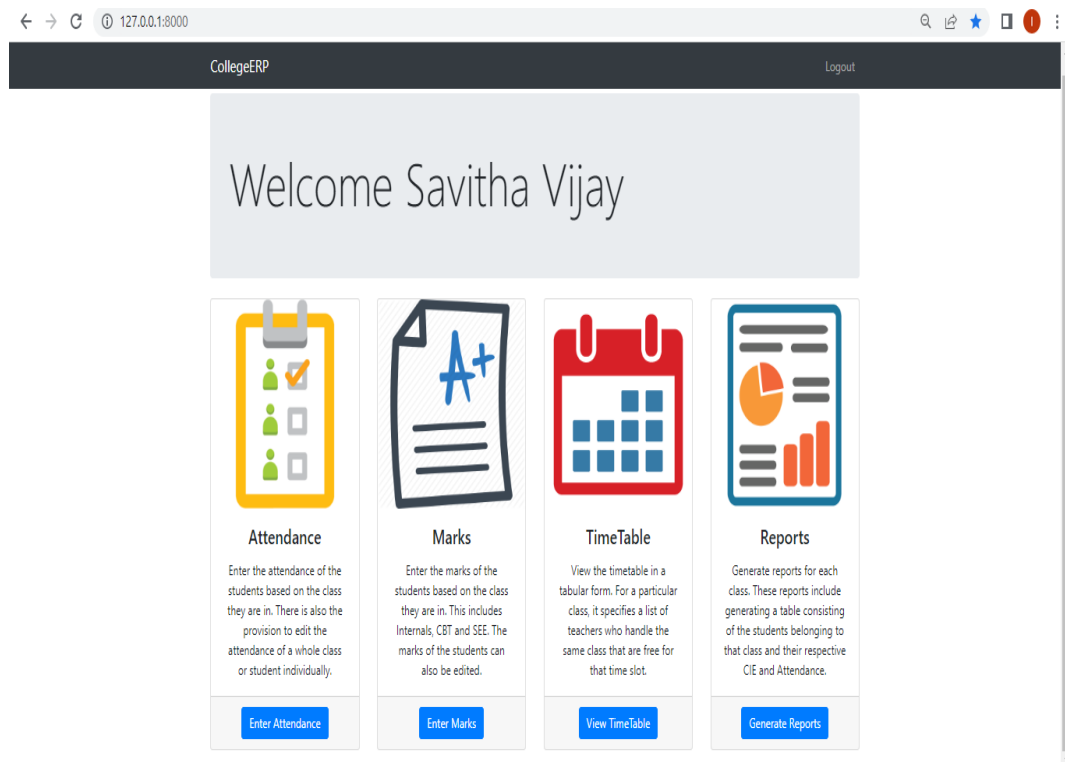 127.0.0.1:8000
CollegeERP
Logout
Welcome Savitha Vijay
A+
Attendance
Enter the attendance of the
students based on the class
they are in. There is also the
provision to edit the
attendance of a whole class
or student individually.
Enter Attendance
Marks
Enter the marks of the
students based on the class
they are in. This includes
Internals, CBT and SEE. The
marks of the students can
also be edited.
Enter Marks
TimeTable
View the timetable in a
tabular form. For a particular
class, it specifies a list of
teachers who handle the
same class that are free for
that time slot.
View TimeTable
Reports
Generate reports for each
class. These reports include
generating a table consisting
of the students belonging to
that class and their respective
CIE and Attendance.
Generate Reports